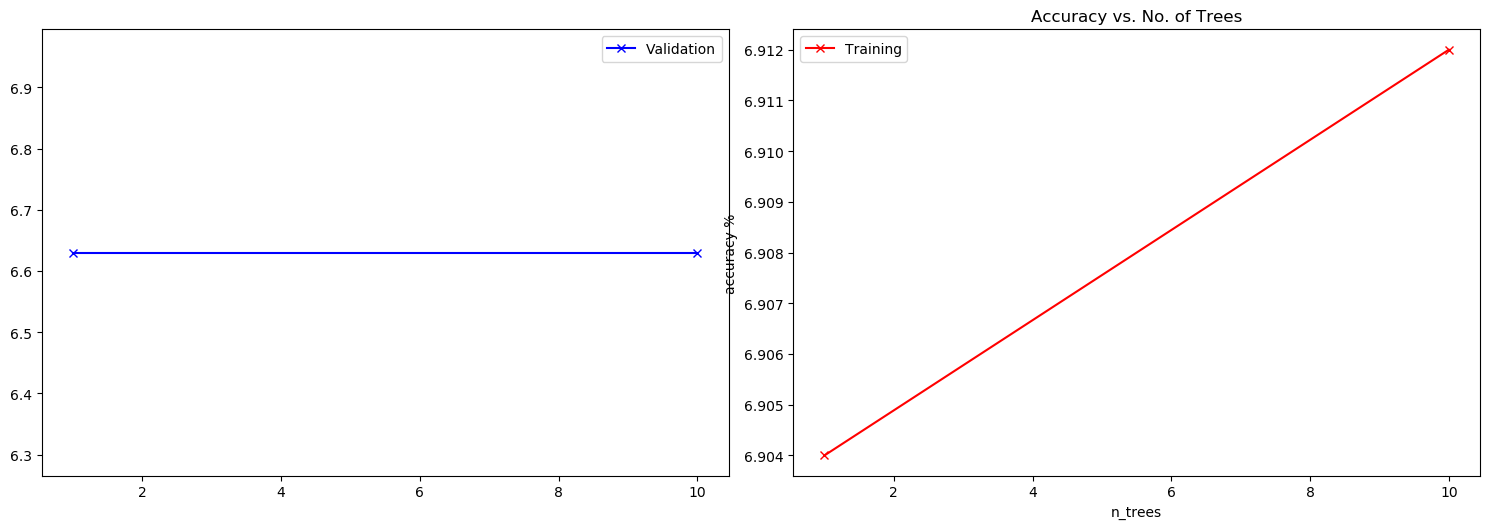 Validation
6.9
6.8
6.7
6.6
6.5
6.4
6.3
2 4 6 8 10
Accuracy vs. No. of Trees
Training
6.912
6.911
6.910
6.909
6.908
6.907
6.906
6.905
6.904
accuracy %
2 4 6 8 10
n_trees